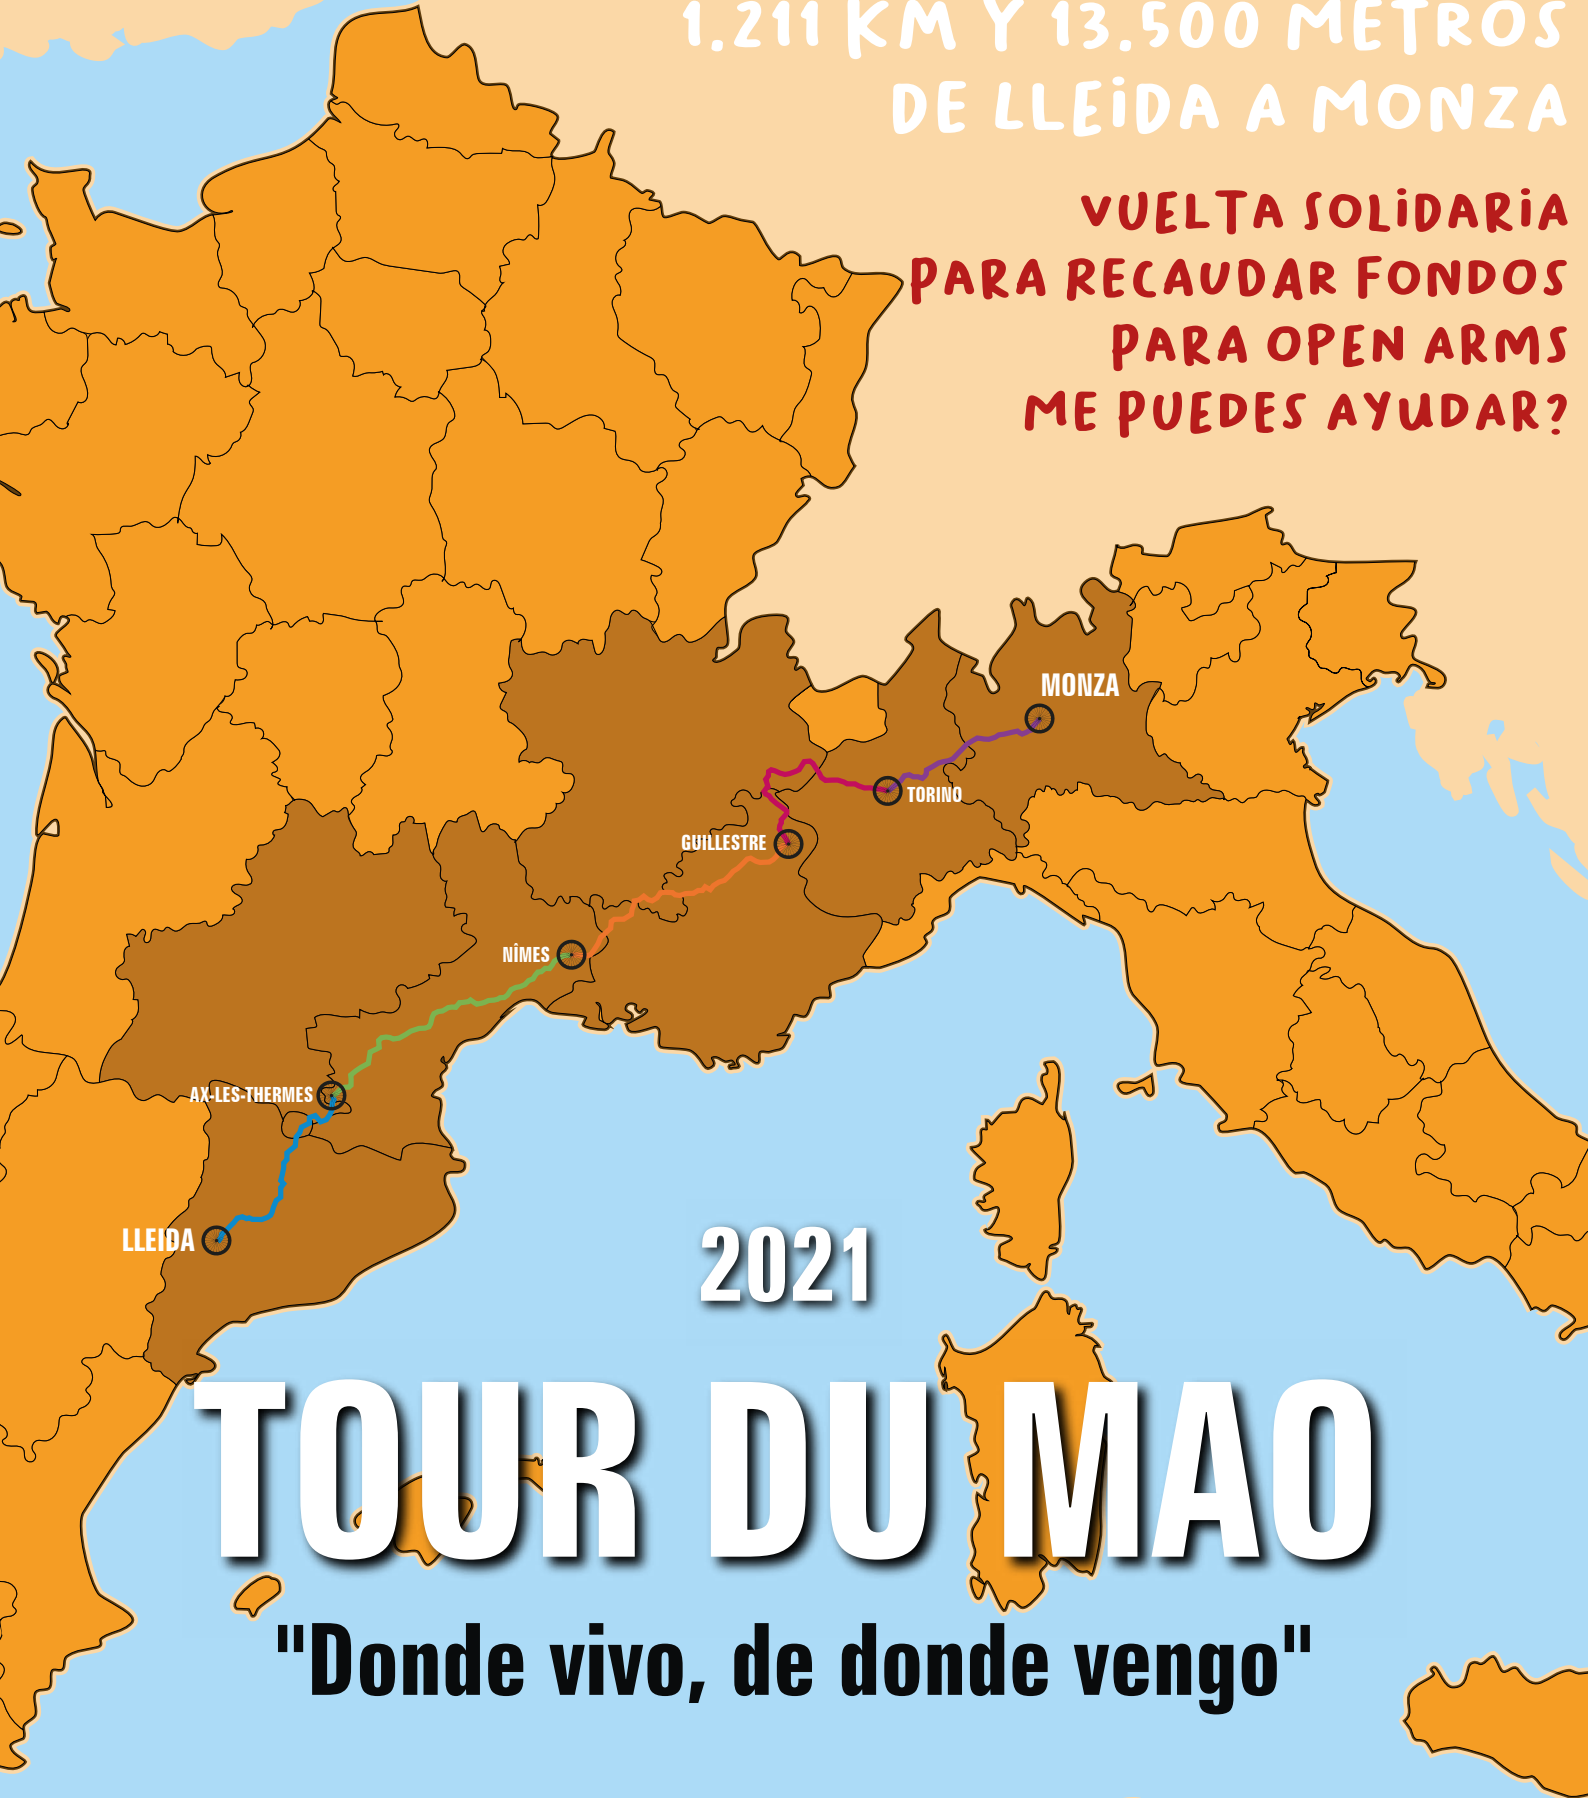 1.211 KM Y 13.500 METROS
DE LLEiDA A MONZA
VUELTA SOLiDARiA
PARA RECAUDAR FONDOS
PARA OPEN ARMS
ME PUEDES AYUDAR?
MONZA
TORINO
GUILLESTRE
NÎMES
AX-LES-THERMES
LLEIDA
2021
TOUR DU MAO
"Donde vivo, de donde vengo"